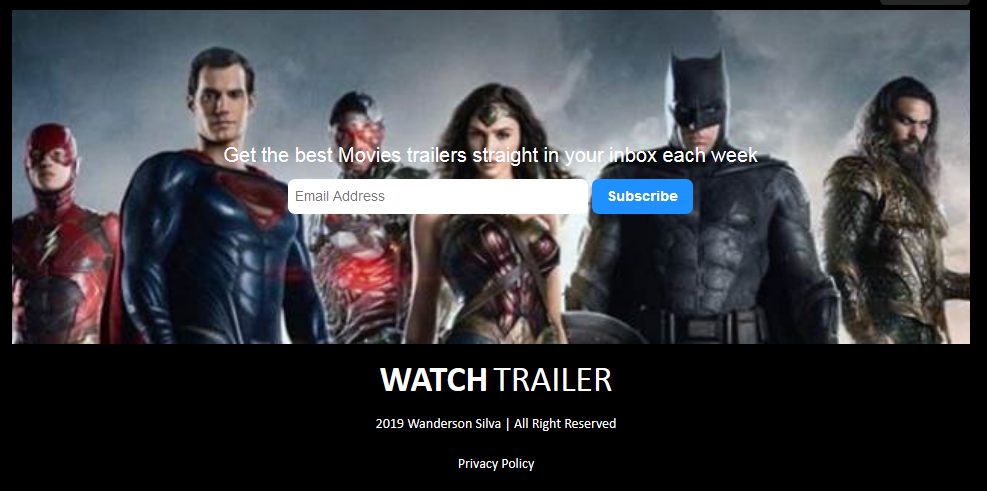 Get the best Movies trailers straight in your inbox each week
Email Address
Subscribe
WATCH TRAILER
2019 Wanderson Silva | All Right Reserved
Privacy Policy